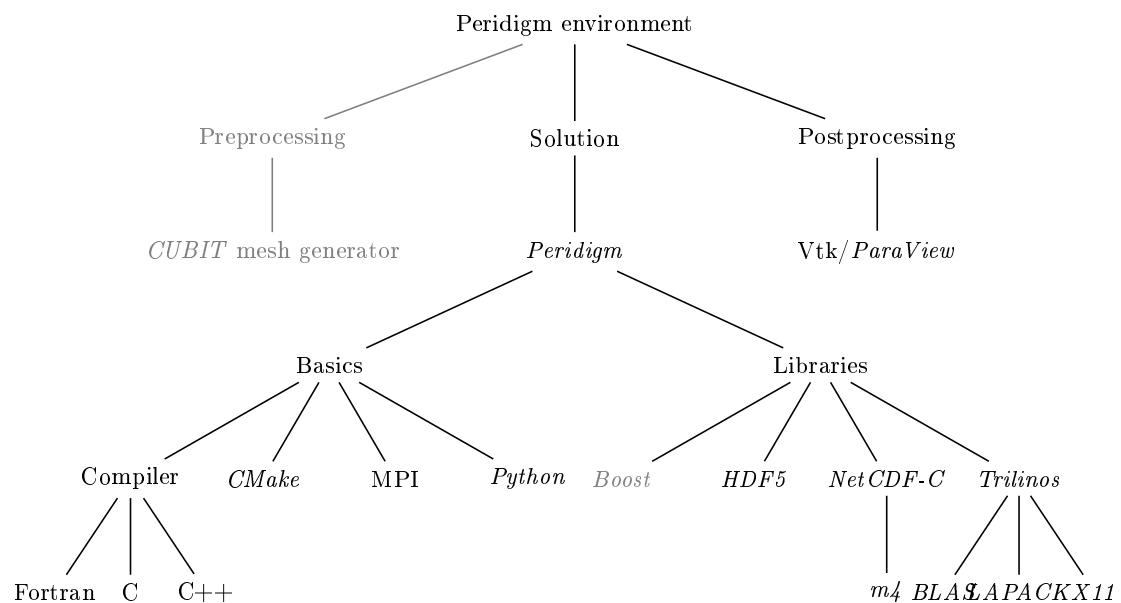 Peridigm environment
Preprocessing Solution Postprocessing
CUBIT mesh generator Peridigm Vtk/ParaView
Basics Libraries
Compiler CMake MPI Python Boost HDF5 NetCDF-C Trilinos
Fortran C C++ m4 BLAS LAPACK X11